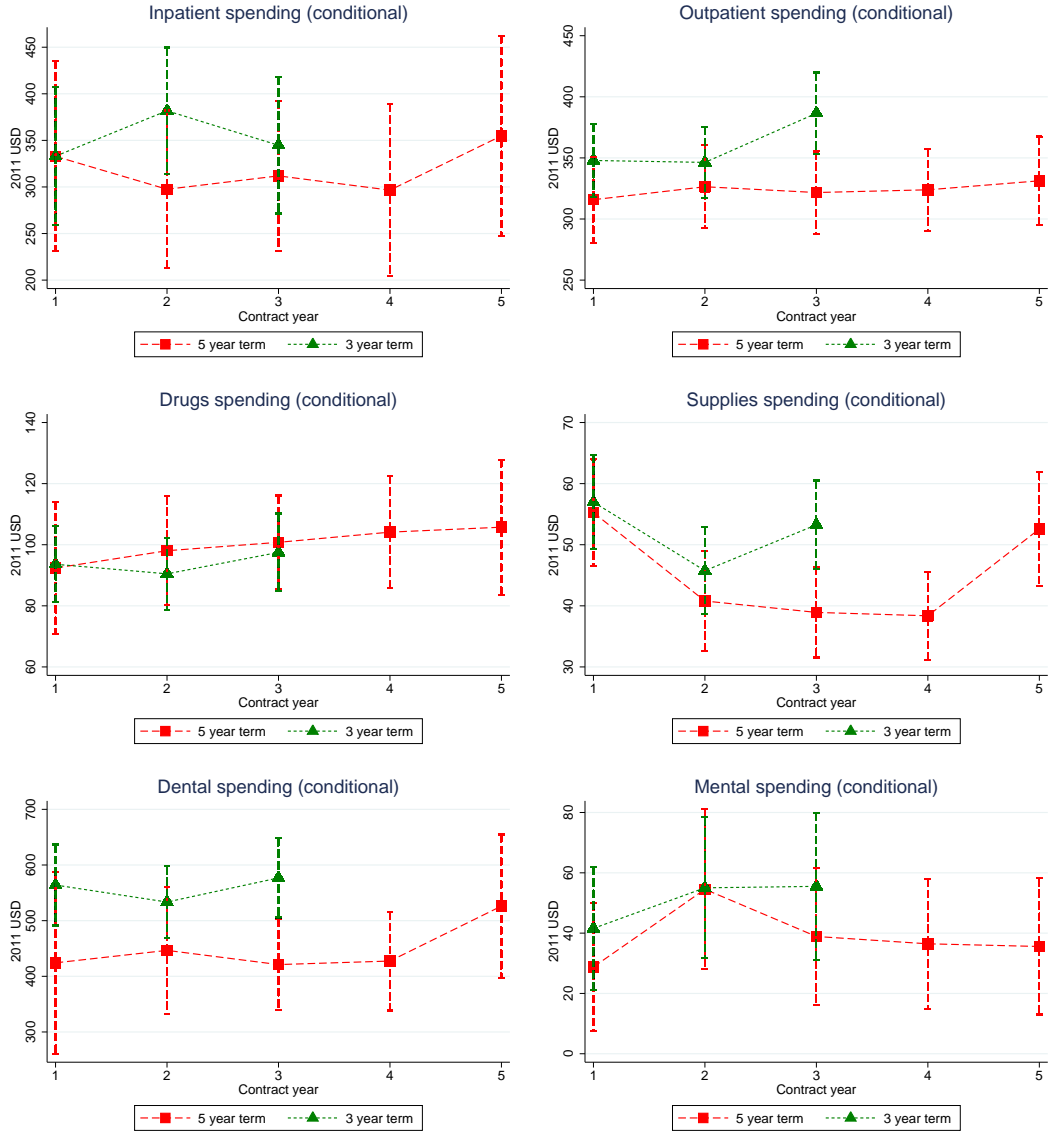 Inpatient spending (conditional)
2011 USD
450
400
350
300
250
200
1 2 3 4 5
Contract year
5 year term 3 year term
Outpatient spending (conditional)
2011 USD
450
400
350
300
250
1 2 3 4 5
Contract year
5 year term 3 year term
Drugs spending (conditional)
2011 USD
140
120
100
80
60
1 2 3 4 5
Contract year
5 year term 3 year term
Supplies spending (conditional)
2011 USD
70
60
50
40
30
1 2 3 4 5
Contract year
5 year term 3 year term
Dental spending (conditional)
2011 USD
700
600
500
400
300
1 2 3 4 5
Contract year
5 year term 3 year term
Mental spending (conditional)
2011 USD
80
60
40
20
0
1 2 3 4 5
Contract year
5 year term 3 year term